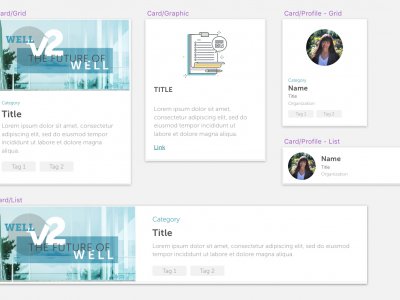 Card/Grid
WELL
v2
THE FUTURE OF
WELL
Category
Title
Lorem ipsum dolor sit amet,
consectetur adipiscing elit, sed do
eiusmod tempor incididunt ut
labore et dolore magna aliqua
aliqua.
Tag 1
Tag 2
Card/Graphic
TITLE
Lorem ipsum dolor sit amet,
consectetur adipiscing elit, sed
do eiusmod tempor incididunt
ut labore et dolore magna
aliqua.
Link
Card/Profile - Grid
Category
Name
Title
Organization
Tag 1
Tag 2
Card/Profile - List
Name
Title
Organization
Card/List
WELL
v2
THE FUTURE OF
WELL
Category
Title
Lorem ipsum dolor sit amet, consectetur adipiscing elit, sed do eiusmod
tempor incididunt ut labore et dolore magna aliqua.
Tag 1
Tag 2